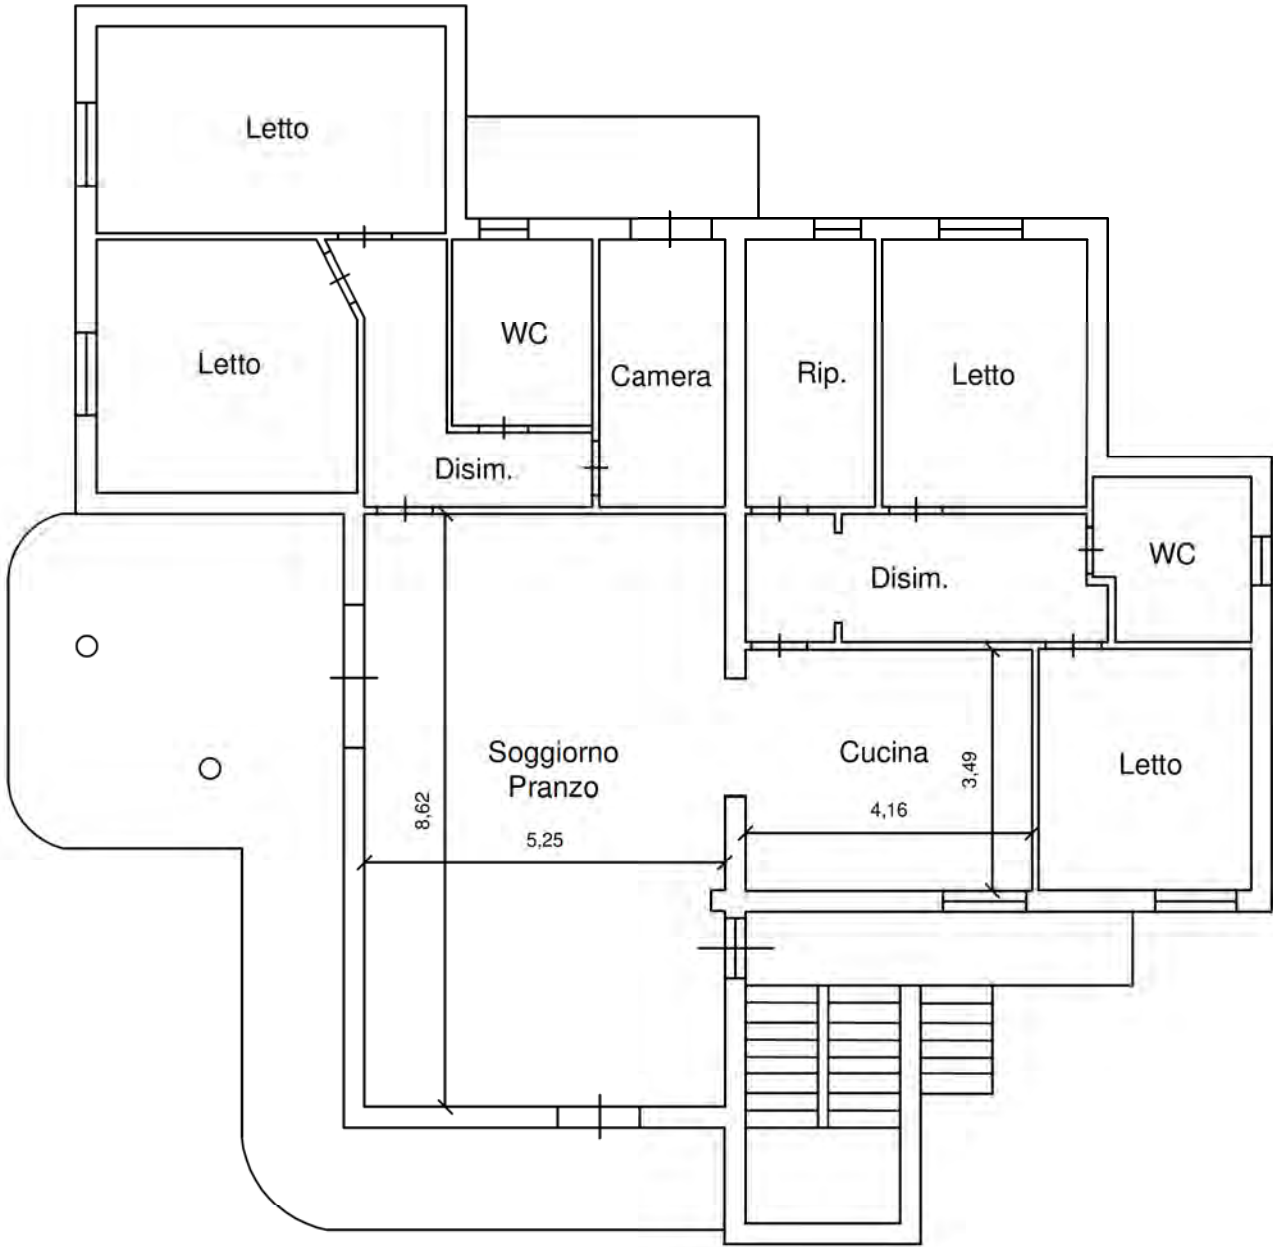 Letto
Letto
WC
Camera
Rip.
Letto
Disim.
WC
Disim.
Soggiorno
Pranzo
Cucina
Letto
8,62
5,25
4,16
3,49